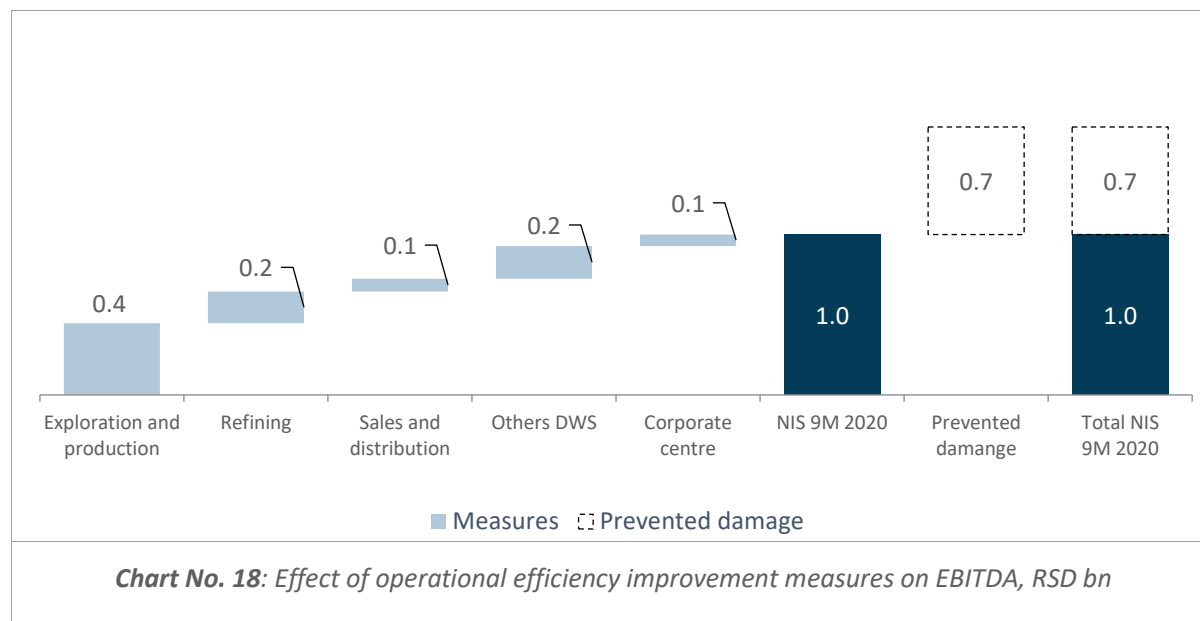 0.4
0.2
0.1
0.2
0.1
1.0
0.7
0.7
1.0
Exploration and
production
Refining
Sales and
distribution
Others DWS
Corporate
centre
NIS 9M 2020
Prevented
damange
Total NIS
9M 2020
Measures
Prevented damage
Chart No. 18: Effect of operational efficiency improvement measures on EBITDA, RSD bn